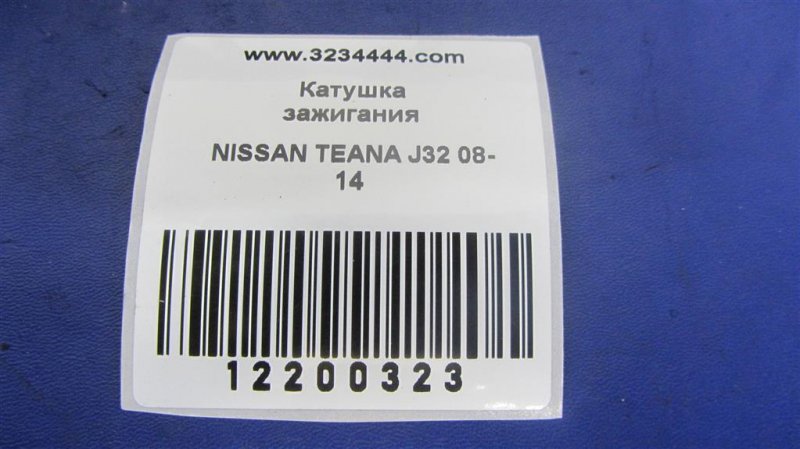 www.3234444.com
Катушка
зажигания
NISSAN TEANA J32 08-
14
12200323